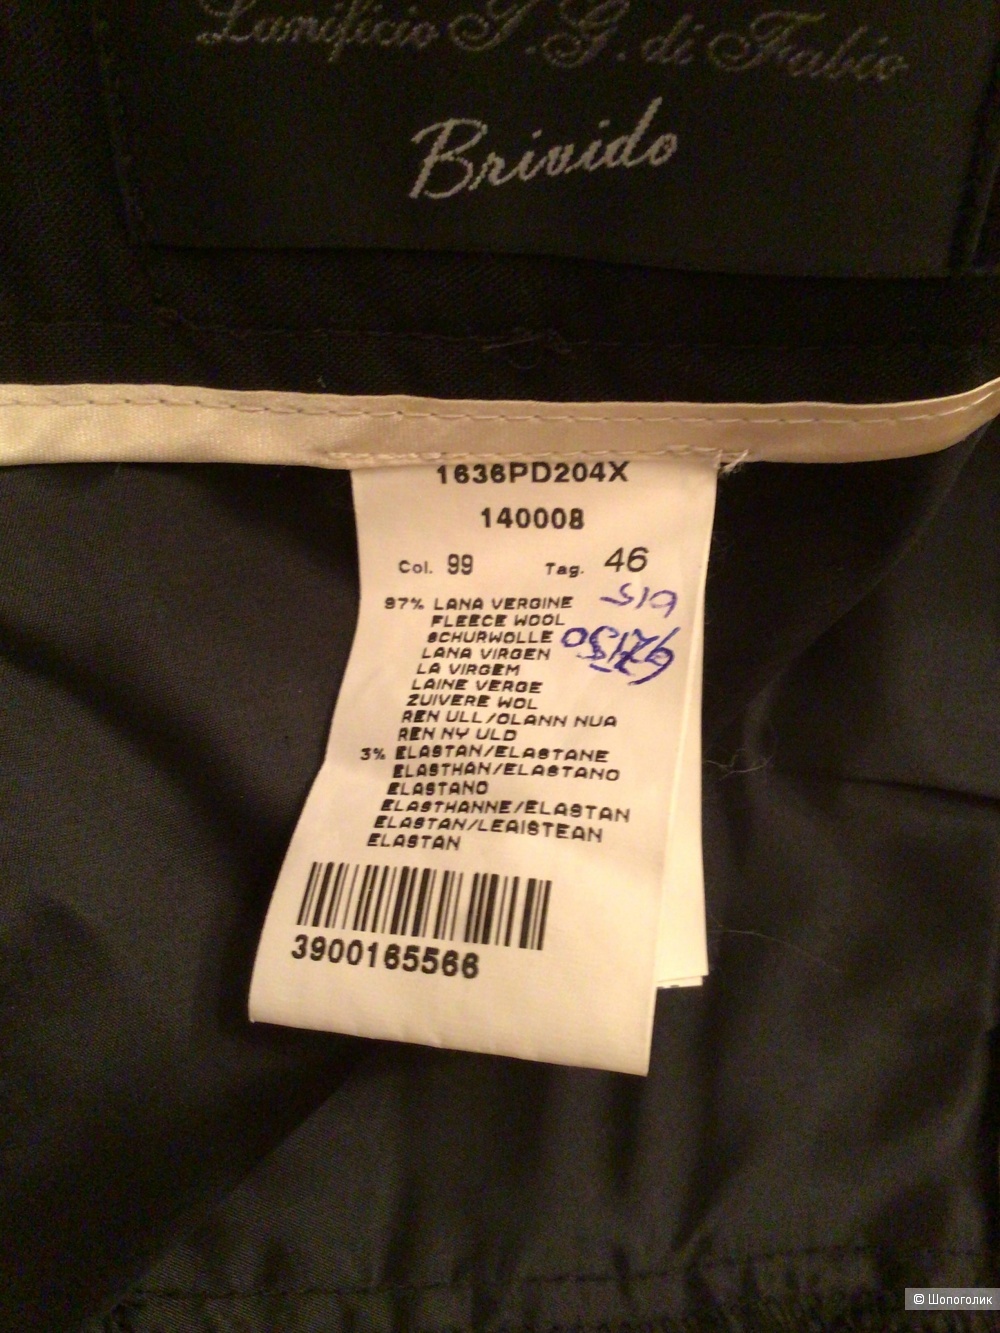 Lanificio S.G. di Fabio
Brivido
1636PD204X
140008
Col. 99 Tag. 46
97% LANA VERGINE
FLEECE WOOL
SCHURWOLLE
LANA VIRGEN
LA VIRGEM
LAINE VERGE
ZUIVERE WOL
REN ULL/OLANN NUA
REN NY ULD
3% ELASTAN/ELASTANE
ELASTHAN/ELASTANO
ELASTANO
ELASTHANNE/ELASTAN
ELASTAN/LEAISTEAN
ELASTAN
3900165566
© Шопоголик